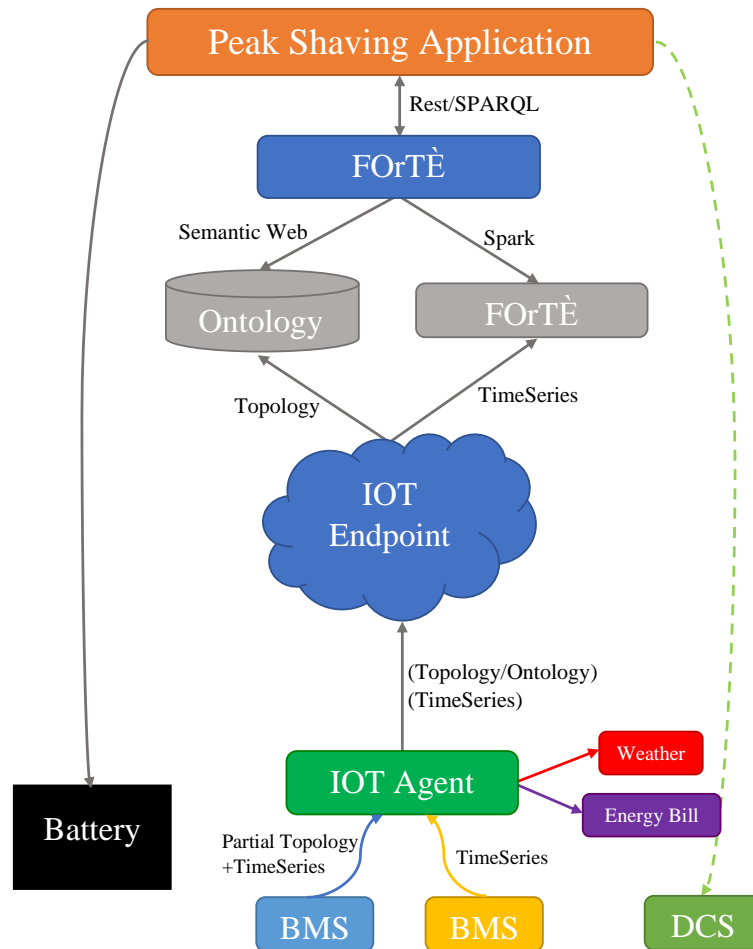 Peak Shaving Application
Rest/SPARQL
FOrTÈ
Semantic Web
Spark
Ontology
FOrTÈ
Topology
TimeSeries
IOT
Endpoint
(Topology/Ontology)
(TimeSeries)
IOT Agent
Weather
Energy Bill
Battery
Partial Topology
+TimeSeries
TimeSeries
BMS
BMS
DCS